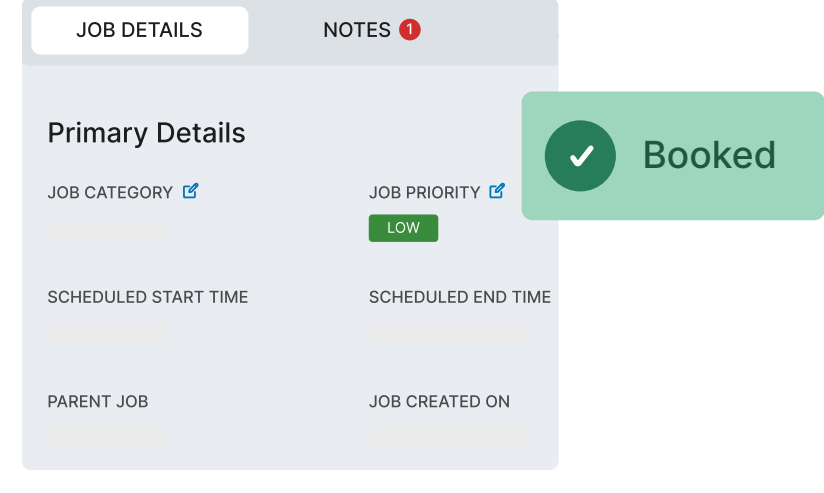 JOB DETAILS
NOTES 1
Primary Details
Booked
JOB CATEGORY
JOB PRIORITY
LOW
SCHEDULED START TIME
SCHEDULED END TIME
PARENT JOB
JOB CREATED ON